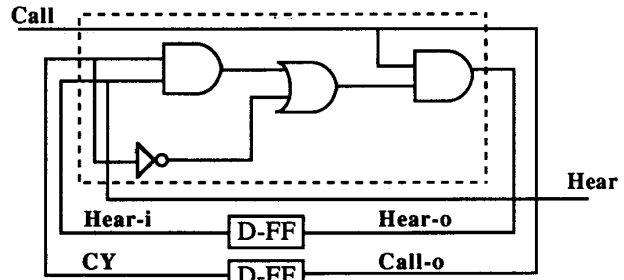 Call
Hear
Hear-i
D-FF
Hear-o
CY
D-FF
Call-o